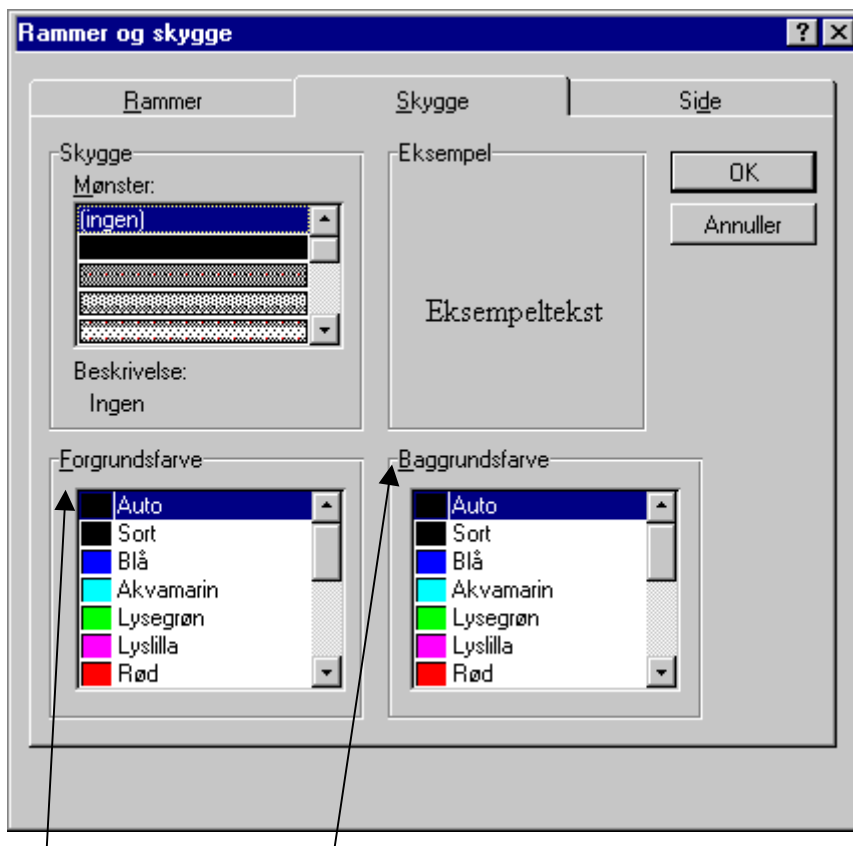 Rammer og skygge
Rammer
Skygge
Side
Skygge
Mønster:
(ingen)
Beskrivelse:
Ingen
Eksempel
Eksempeltekst
OK
Annuller
Forgrundsfarve
Auto
Sort
Blå
Akvamarin
Lysegrøn
Lyslilla
Rød
Baggrundsfarve
Auto
Sort
Blå
Akvamarin
Lysegrøn
Lyslilla
Rød